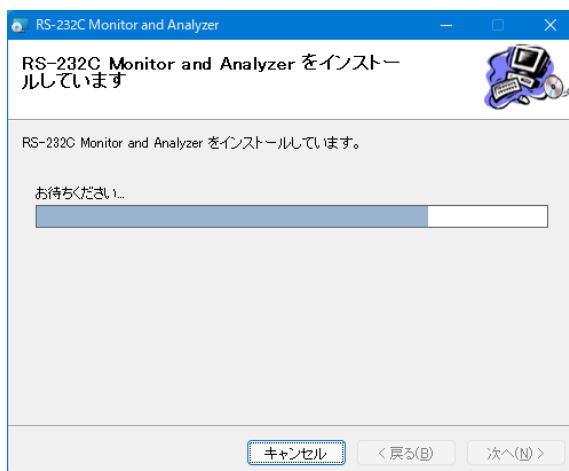 RS-232C Monitor and Analyzer
RS-232C Monitor and Analyzer をインストー
ルしています
RS-232C Monitor and Analyzer をインストールしています。
お待ちください...
キャンセル
< 戻る(B)
次へ(N) >